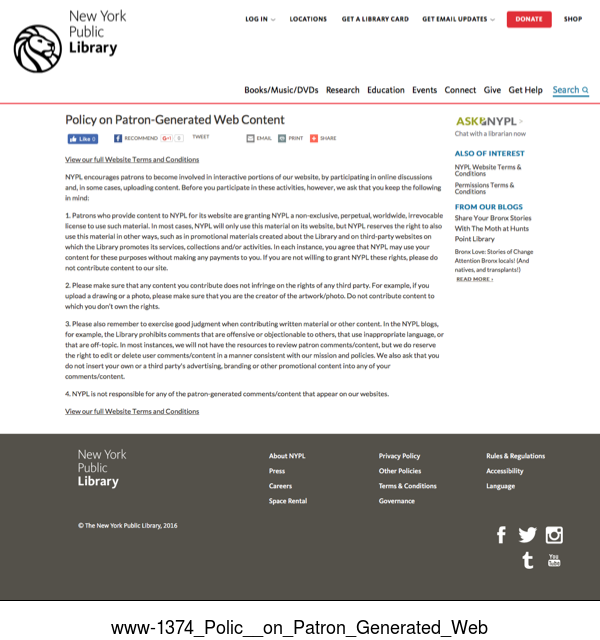 New York
Public
Library
LOG IN
LOCATIONS
GET A LIBRARY CARD
GET EMAIL UPDATES
DONATE
SHOP
Books/Music/DVDs Research Education Events Connect Give Get Help Search
Policy on Patron-Generated Web Content
Like 0
RECOMMEND
G+1 0
TWEET
EMAIL
PRINT
SHARE
View our full Website Terms and Conditions
NYPL encourages patrons to become involved in interactive portions of our website, by participating in online discussions
and, in some cases, uploading content. Before you participate in these activities, however, we ask that you keep the following
in mind:
1. Patrons who provide content to NYPL for its website are granting NYPL a non-exclusive, perpetual, worldwide, irrevocable
license to use such material. In most cases, NYPL will only use this material on its website, but NYPL reserves the right to also
use this material in other ways, such as in promotional materials created about the Library and on third-party websites on
which the Library promotes its services, collections and/or activities. In each instance, you agree that NYPL may use your
content for these purposes without making any payments to you. If you are not willing to grant NYPL these rights, please do
not contribute content to our site.
2. Please make sure that any content you contribute does not infringe on the rights of any third party. For example, if you
upload a drawing or a photo, please make sure that you are the creator of the artwork/photo. Do not contribute content to
which you don't own the rights.
3. Please also remember to exercise good judgment when contributing written material or other content. In the NYPL blogs,
for example, the Library prohibits comments that are offensive or objectionable to others, that use inappropriate language, or
that are off-topic. In most instances, we will not have the resources to review patron comments/content, but we do reserve
the right to edit or delete user comments/content in a manner consistent with our mission and policies. We also ask that you
do not insert your own or a third party's advertising, branding or other promotional content into any of your
comments/content.
4. NYPL is not responsible for any of the patron-generated comments/content that appear on our websites.
View our full Website Terms and Conditions
ASK NYPL
Chat with a librarian now
ALSO OF INTEREST
NYPL Website Terms &
Conditions
Permissions Terms &
Conditions
FROM OUR BLOGS
Share Your Bronx Stories
With The Moth at Hunts
Point Library
Bronx Love: Stories of Change
Attention Bronx locals! (And
natives, and transplants!)
READ MORE ›
New York
Public
Library
About NYPL
Press
Careers
Space Rental
Privacy Policy
Other Policies
Terms & Conditions
Governance
Rules & Regulations
Accessibility
Language
© The New York Public Library, 2016
You
Tube
www-1374_Polic__on_Patron_Generated_Web